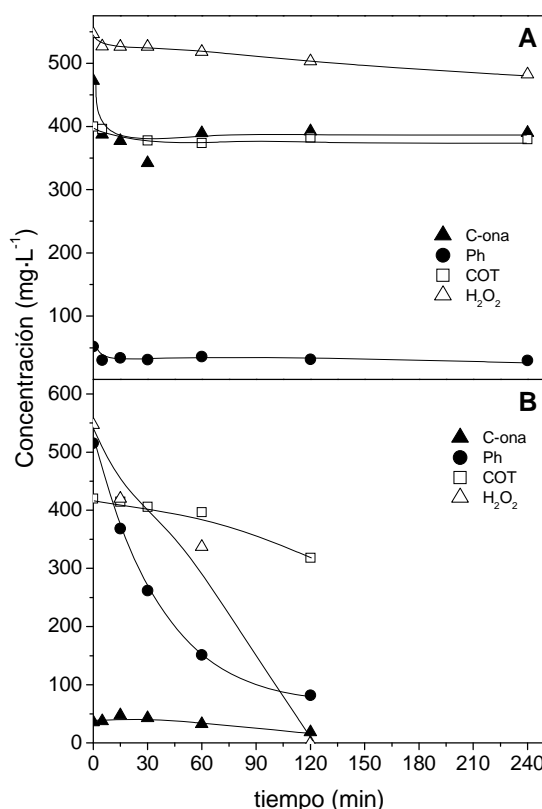 A
500
400
300
200
100
C-ona
Ph
COT
H₂O₂
B
600
500
400
300
200
100
0
C-ona
Ph
COT
H₂O₂
0 30 60 90 120 150 180 210 240
tiempo (min)
Concentración (mg·L⁻¹)